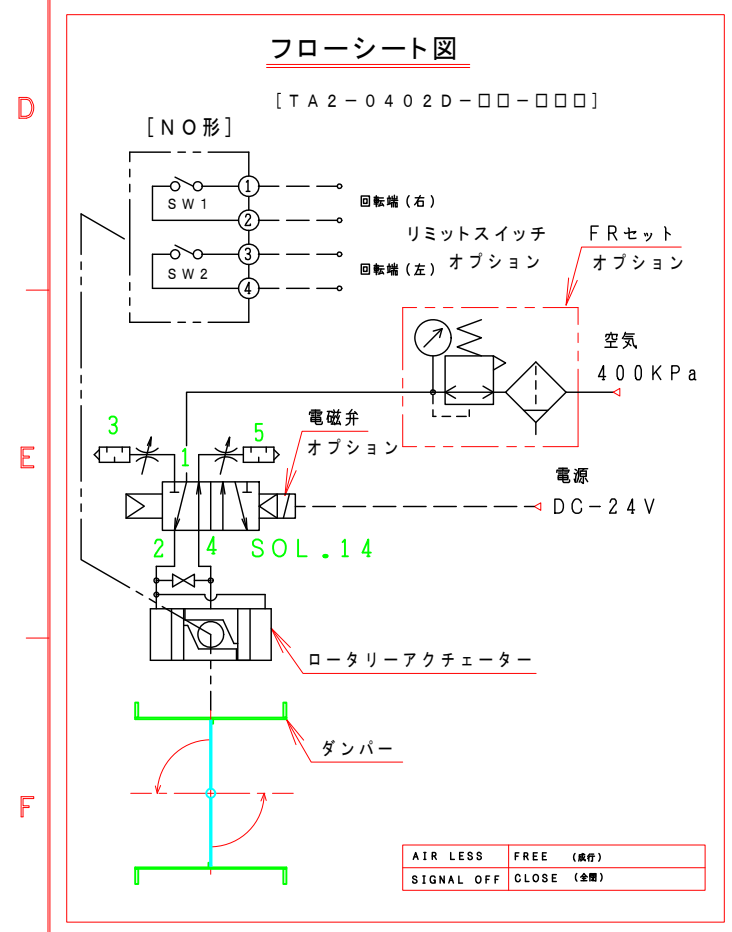 フローシート図
[TA2-0402D-□□-□□□]
[NO形]
D
SW1
1
2
回転端(右)
SW2
3
4
回転端(左)
リミットスイッチ
オプション
FRセット
オプション
空気
400KPa
電磁弁
オプション
3
1
5
E
電源
DC-24V
2
4
SOL.14
ロータリーアクチェーター
ダンパー
F
AIR LESS FREE (成行)
SIGNAL OFF CLOSE (全閉)